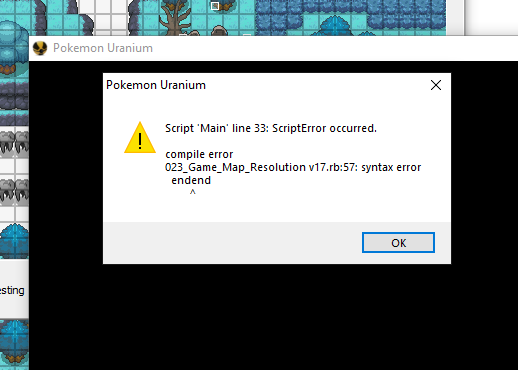 Pokemon Uranium
Pokemon Uranium
Script 'Main' line 33: ScriptError occurred.
compile error
023_Game_Map_Resolution v17.rb:57: syntax error
endend
^
OK
esting